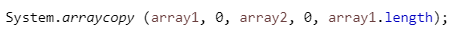 System.arraycopy (array1, 0, array2, 0, array1.length);